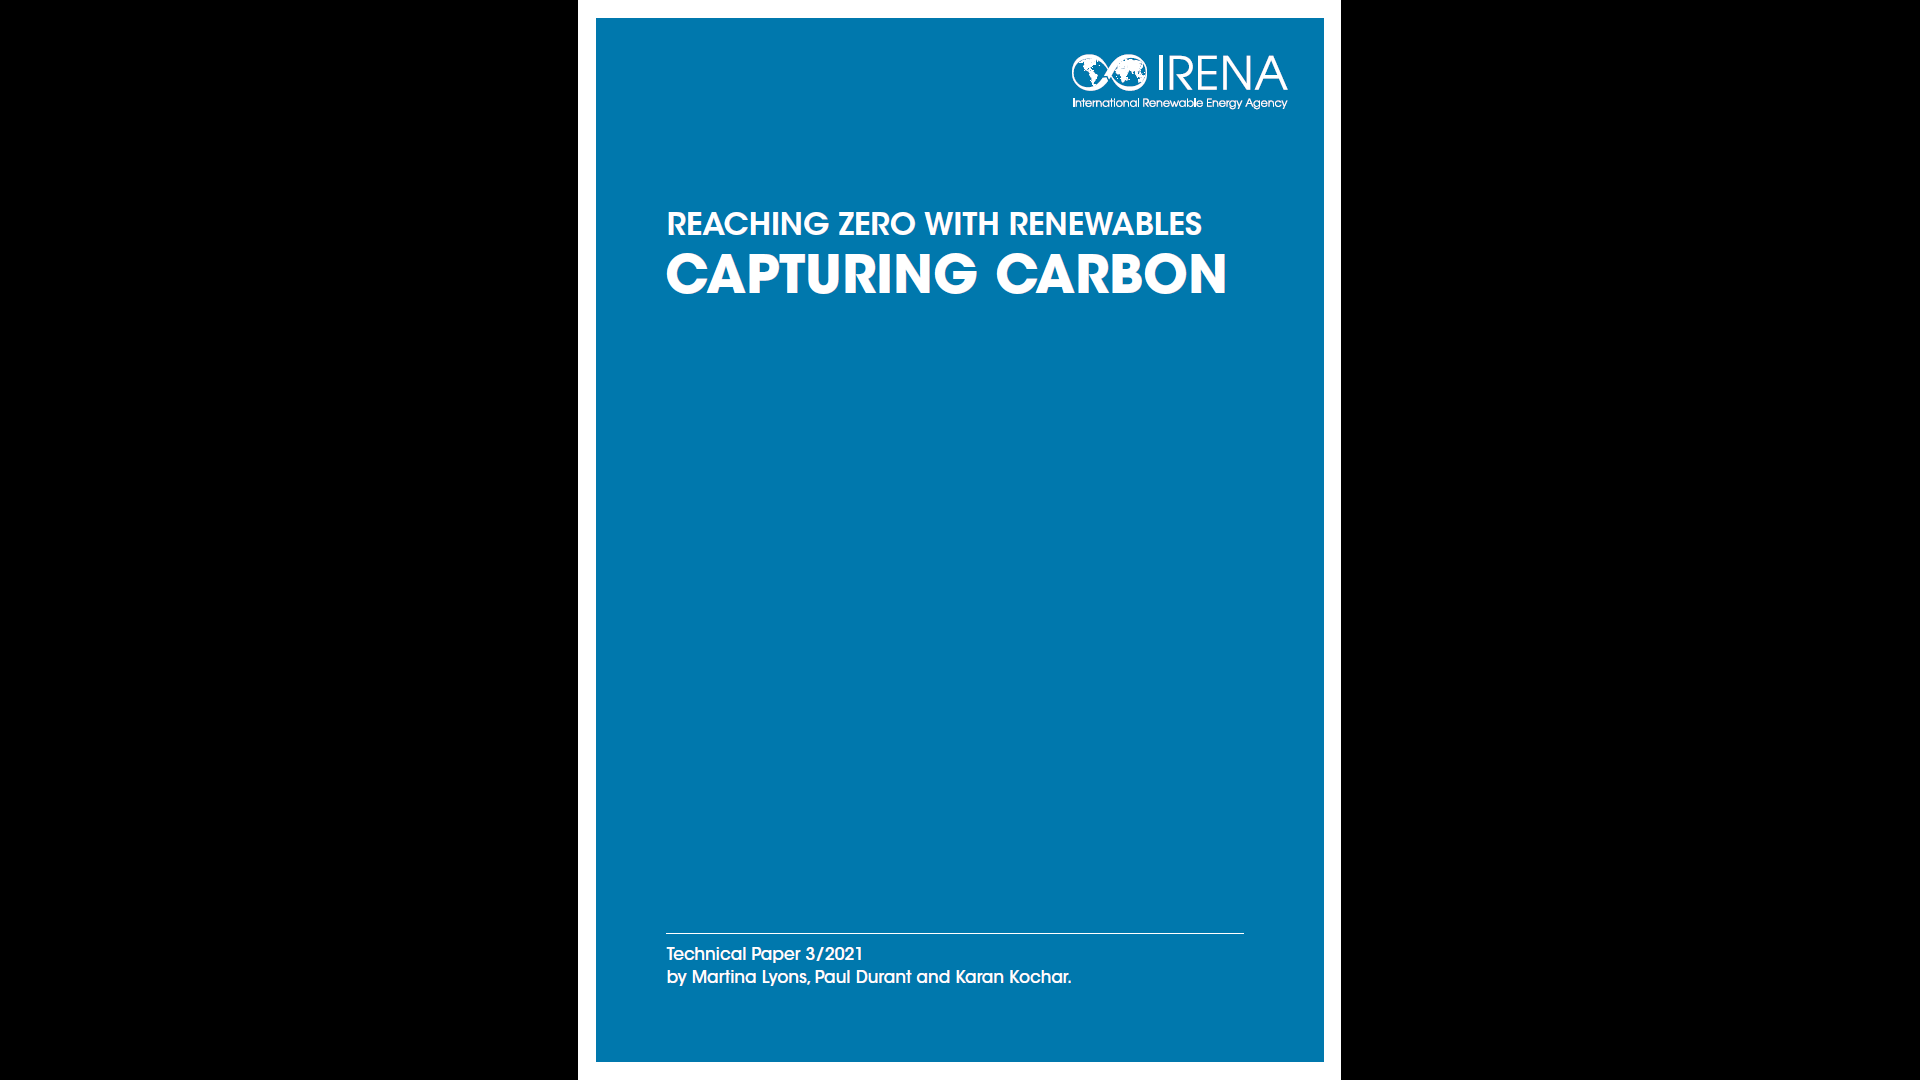 IRENA
International Renewable Energy Agency
REACHING ZERO WITH RENEWABLES
CAPTURING CARBON
Technical Paper 3/2021
by Martina Lyons, Paul Durant and Karan Kochar.